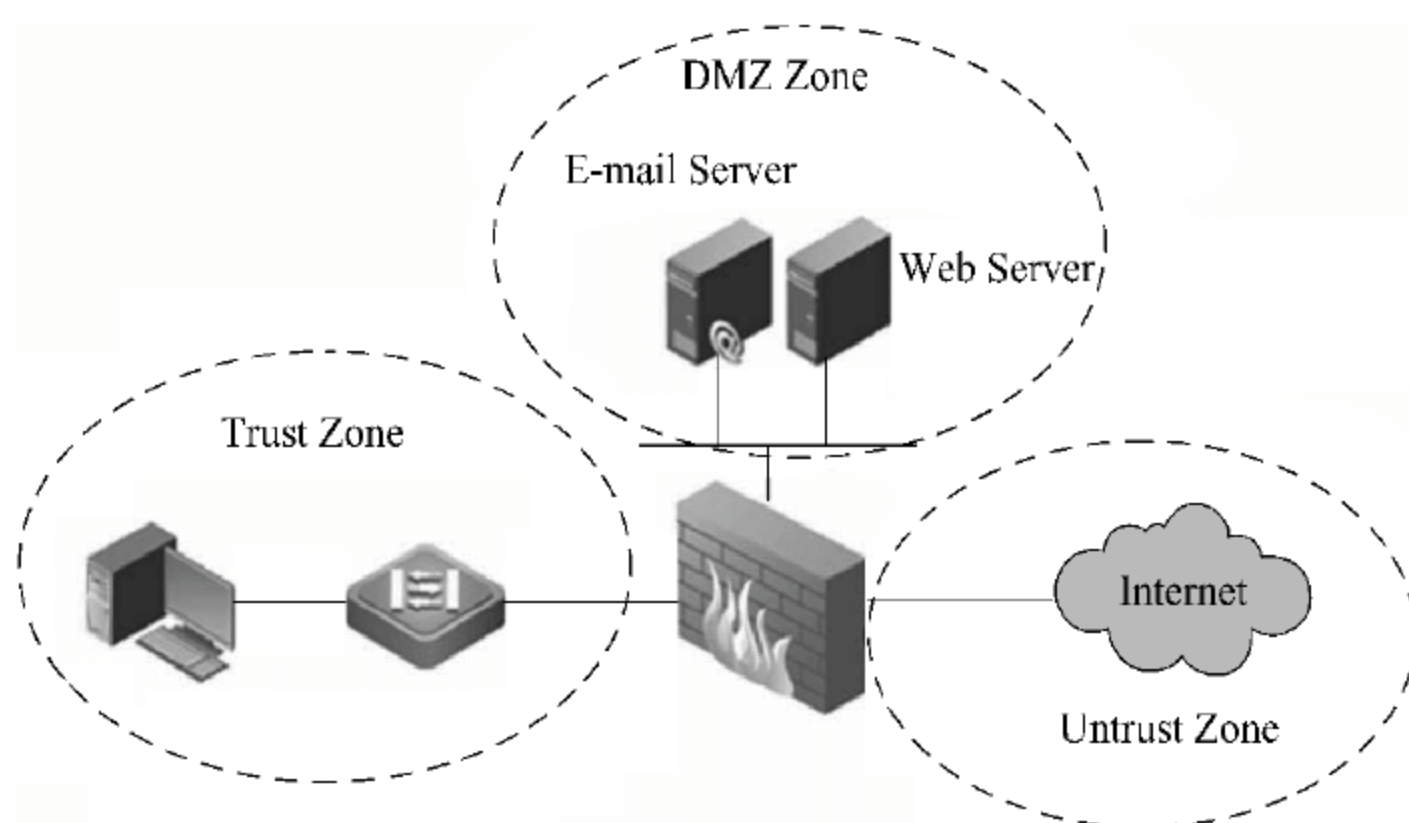 DMZ Zone
E-mail Server
Web Server
Trust Zone
Internet
Untrust Zone